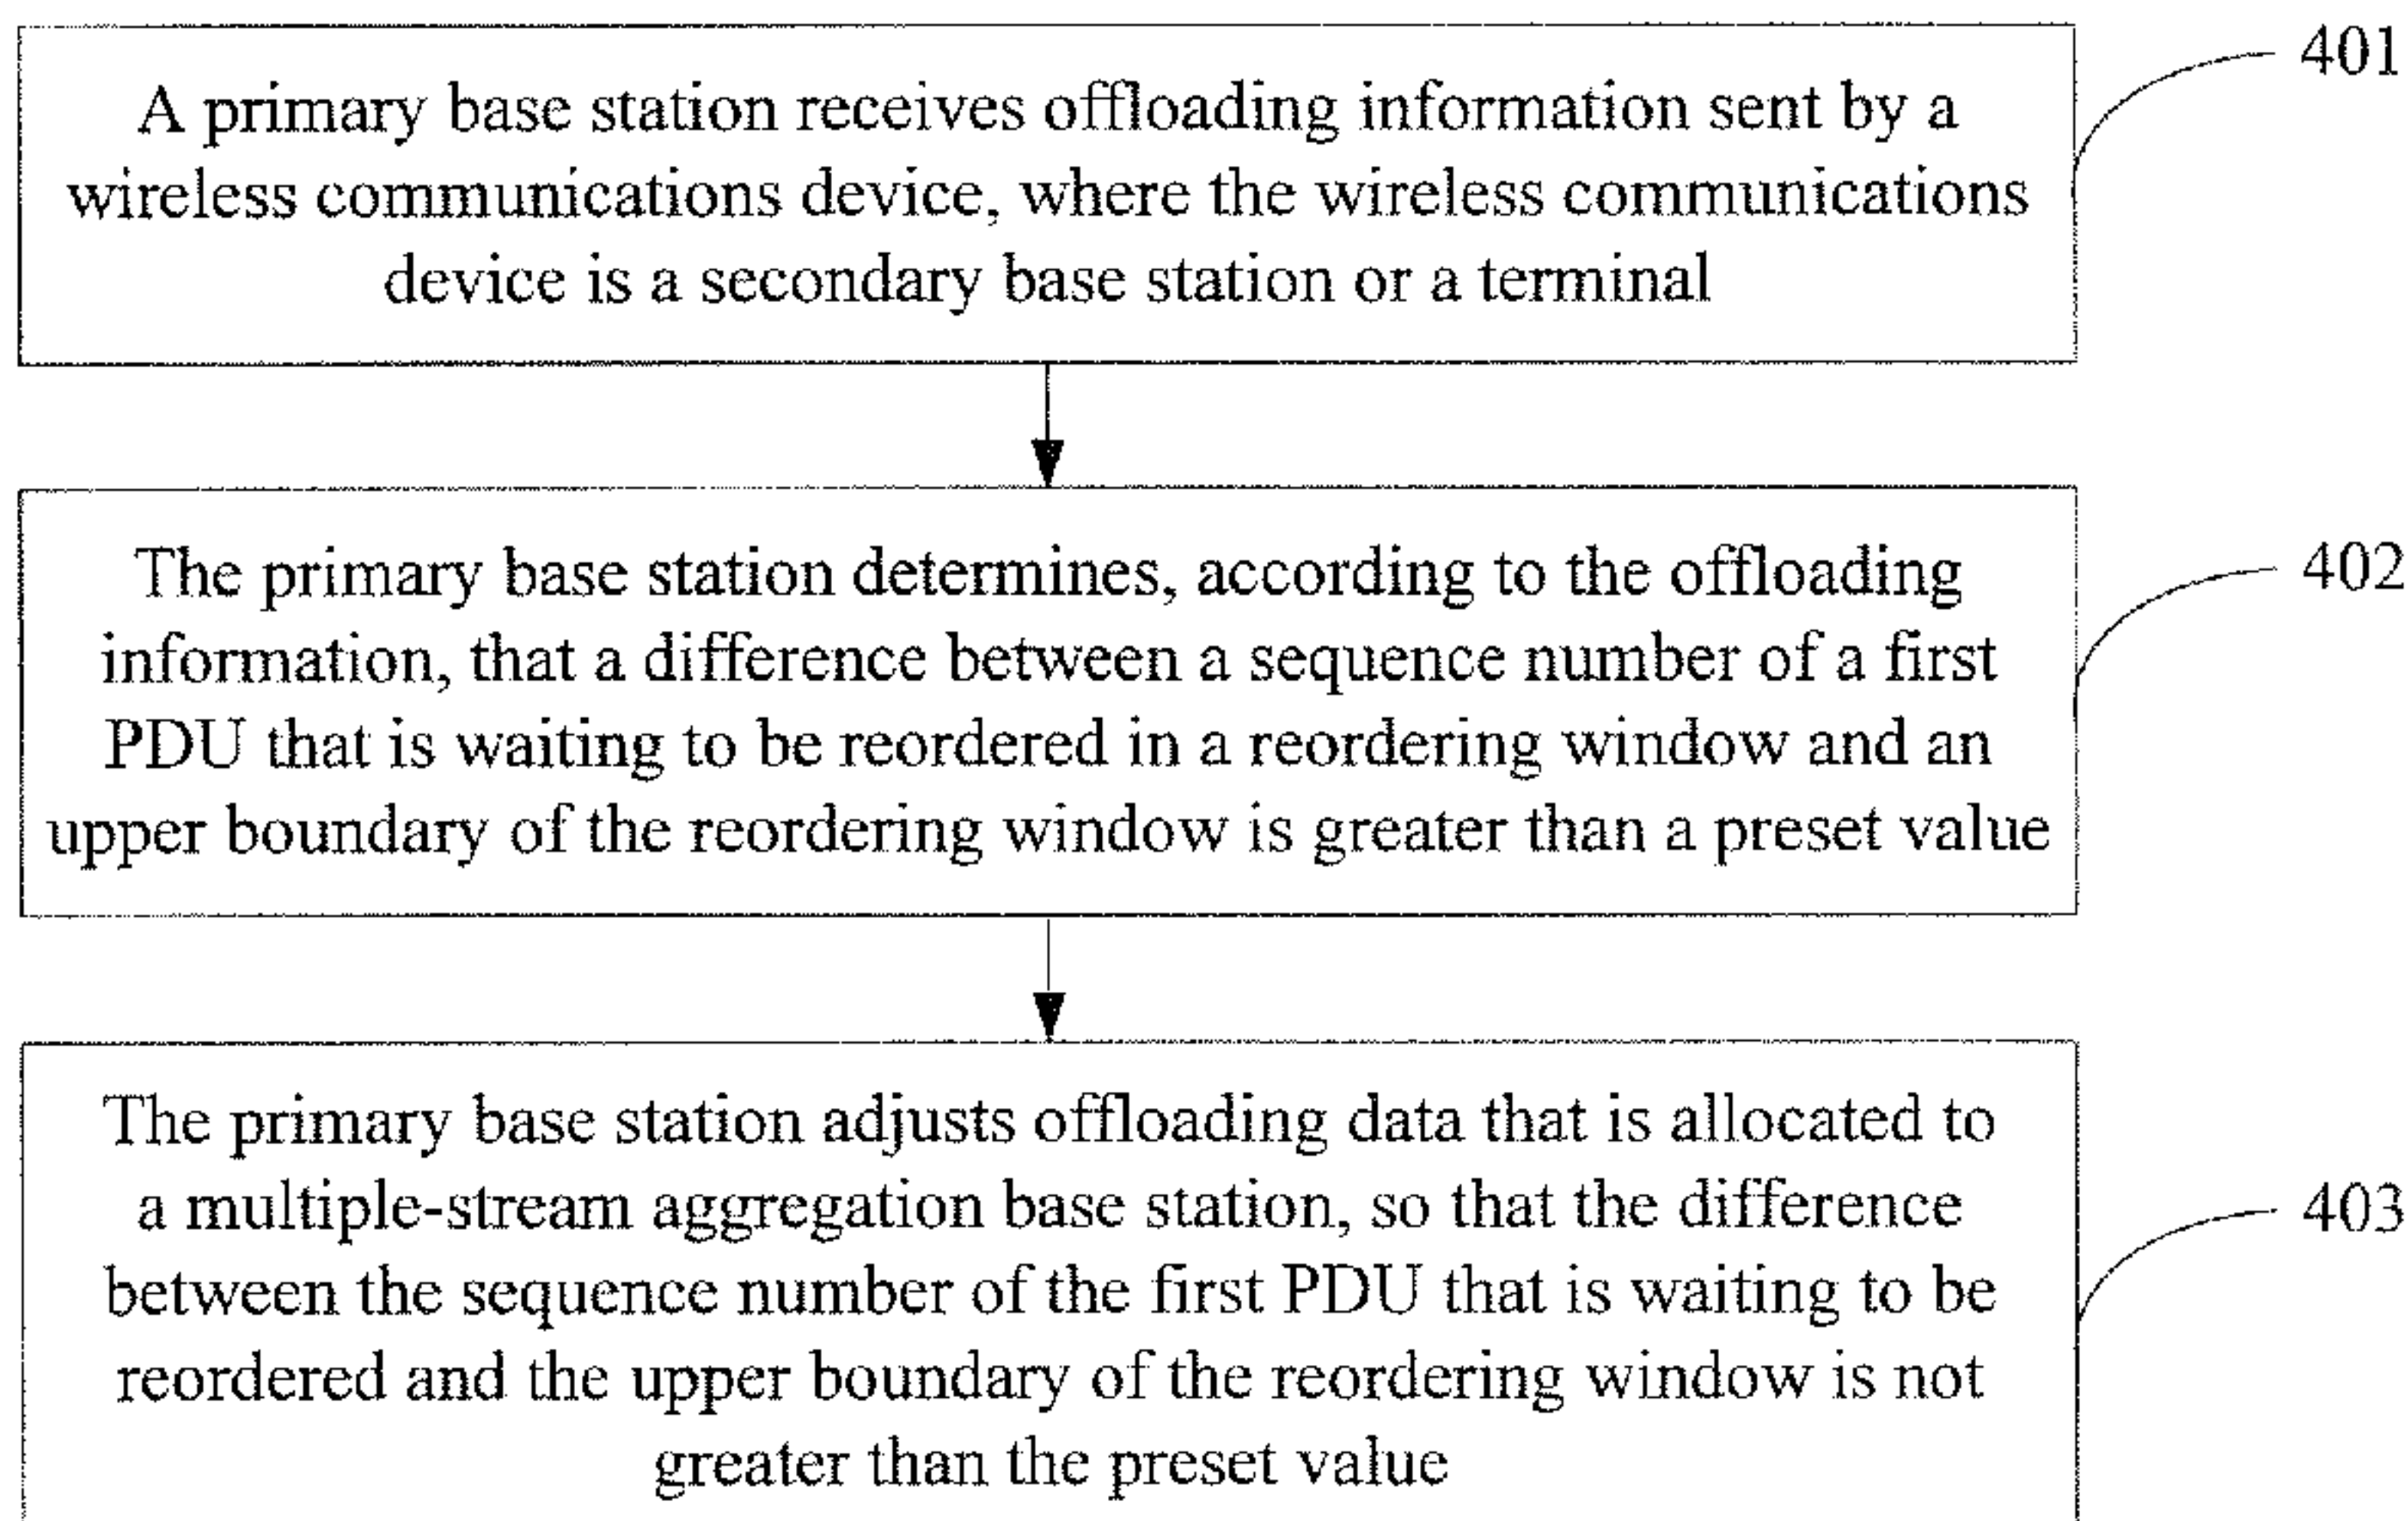 A primary base station receives offloading information sent by a
wireless communications device, where the wireless communications
device is a secondary base station or a terminal
401
The primary base station determines, according to the offloading
information, that a difference between a sequence number of a first
PDU that is waiting to be reordered in a reordering window and an
upper boundary of the reordering window is greater than a preset value
402
The primary base station adjusts offloading data that is allocated to
a multiple-stream aggregation base station, so that the difference
between the sequence number of the first PDU that is waiting to be
reordered and the upper boundary of the reordering window is not
greater than the preset value
403